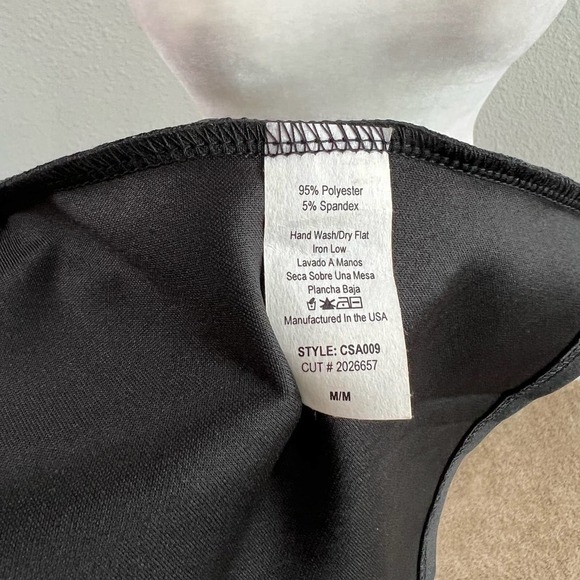 95% Polyester
5% Spandex
Hand Wash/Dry Flat
Iron Low
Lavado A Manos
Seca Sobre Una Mesa
Plancha Baja
Manufactured In the USA
STYLE: CSA009
CUT # 2026657
M/M